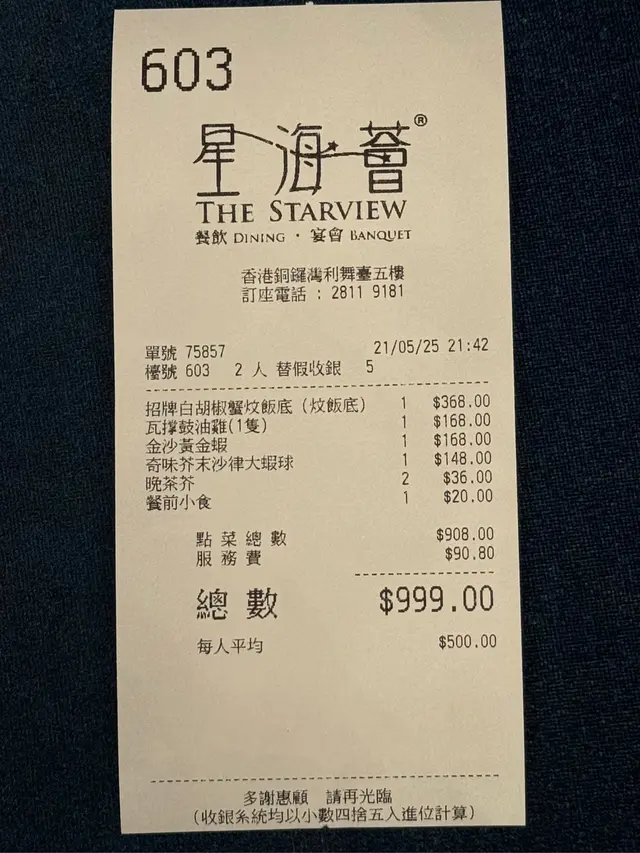 603
星海薈®
THE STARVIEW
餐飲 DINING · 宴會 BANQUET
香港銅鑼灣利舞臺五樓
訂座電話 : 2811 9181
單號 75857 21/05/25 21:42
檯號 603 2 人 替假收銀 5
招牌白胡椒蟹炆飯底 (炆飯底) 1 $368.00
瓦撐鼓油雞(1隻) 1 $168.00
金沙黃金蝦 1 $168.00
奇味芥末沙律大蝦球 1 $148.00
晚茶芥 2 $36.00
餐前小食 1 $20.00
點菜總數 $908.00
服務費 $90.80
總數 $999.00
每人平均 $500.00
多謝惠顧 請再光臨
(收銀系統均以小數四捨五入進位計算)